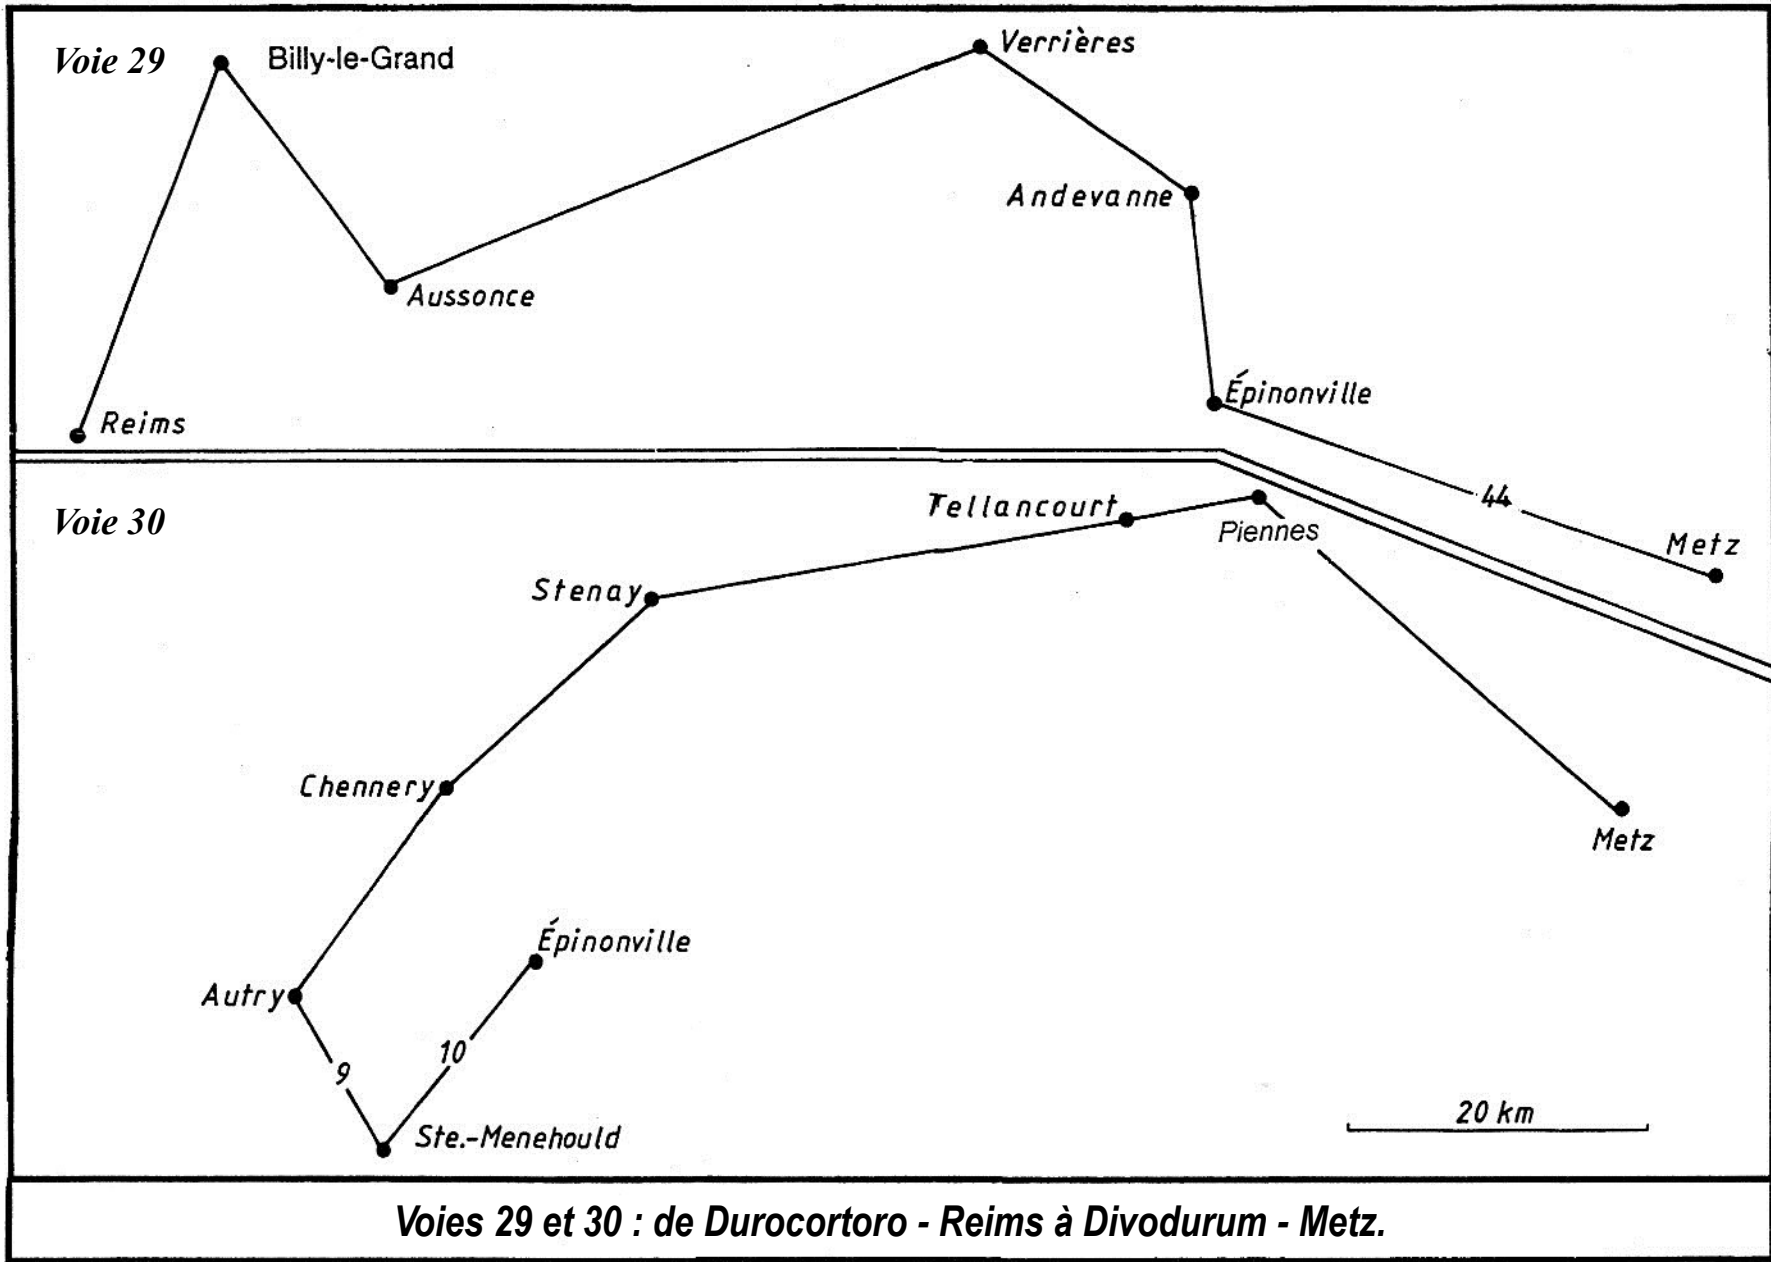 Voie 29
Billy-le-Grand
Verrières
Andevanne
Aussonce
Épinonville
Reims
44
Metz
Voie 30
Tellancourt
Piennes
Stenay
Chennery
Metz
Épinonville
Autry
10
9
Ste.-Menehould
20 km
Voies 29 et 30 : de Durocortoro - Reims à Divodurum - Metz.